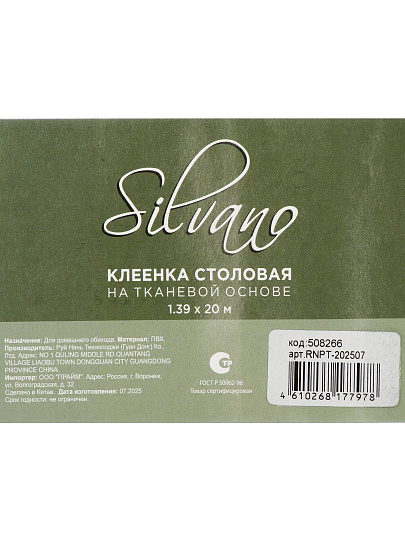 Silvano
КЛЕЕНКА СТОЛОВАЯ
НА ТКАНЕВОЙ ОСНОВЕ
1.39 x 20 м
Назначение: Для домашнего обихода. Материал: ПВХ.
Производитель: Руй Нянь Текнолоджи (Гуан Донг) Ко.,
Лтд. Адрес: NO 1 QULING MIDDLE RD QUANTANG
VILLAGE LIAOBU TOWN DONGGUAN CITY GUANGDONG
PROVINCE CHINA
Импортер: ООО "ПРАЙМ", Адрес: Россия, г. Воронеж,
ул. Волгоградская, д. 32
Сделано в Китае. Дата изготовления: 07.2025
Срок годности: не ограничен.
ТР
ГОСТ Р 50962-96
Товар сертифицирован
код:508266
арт.RNPT-202507
4 610268 177978